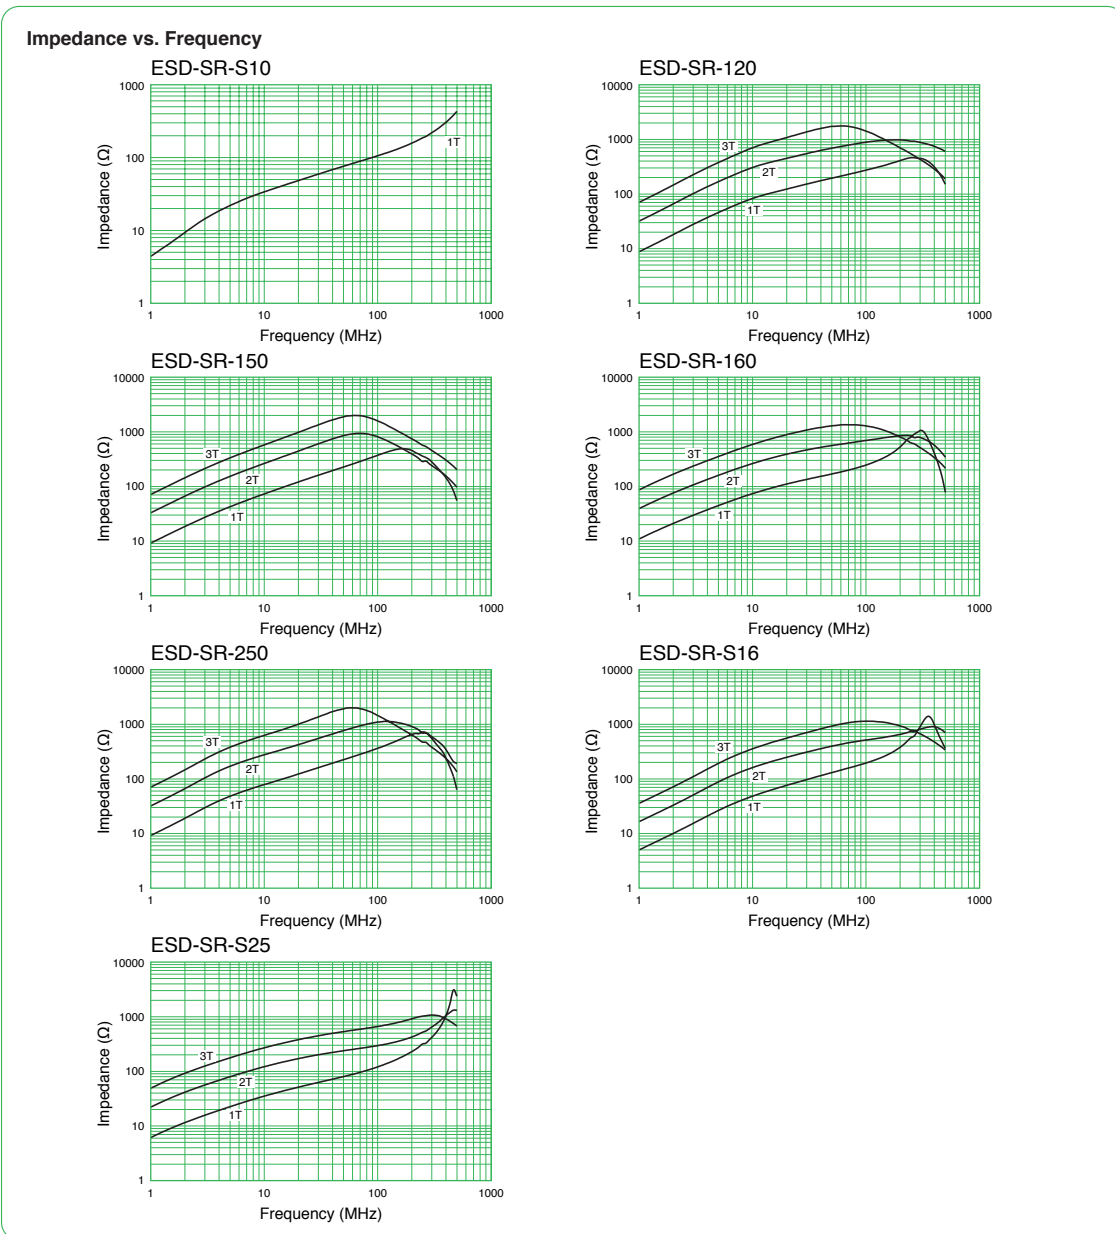 Impedance vs. Frequency
ESD-SR-S10
1000
100
10
1
Impedance (Ω)
1T
1 10 100 1000
Frequency (MHz)
ESD-SR-120
10000
1000
100
10
1
Impedance (Ω)
3T
2T
1T
1 10 100 1000
Frequency (MHz)
ESD-SR-150
10000
1000
100
10
1
Impedance (Ω)
3T
2T
1T
1 10 100 1000
Frequency (MHz)
ESD-SR-160
10000
1000
100
10
1
Impedance (Ω)
3T
2T
1T
1 10 100 1000
Frequency (MHz)
ESD-SR-250
10000
1000
100
10
1
Impedance (Ω)
3T
2T
1T
1 10 100 1000
Frequency (MHz)
ESD-SR-S16
10000
1000
100
10
1
Impedance (Ω)
3T
2T
1T
1 10 100 1000
Frequency (MHz)
ESD-SR-S25
10000
1000
100
10
1
Impedance (Ω)
3T
2T
1T
1 10 100 1000
Frequency (MHz)